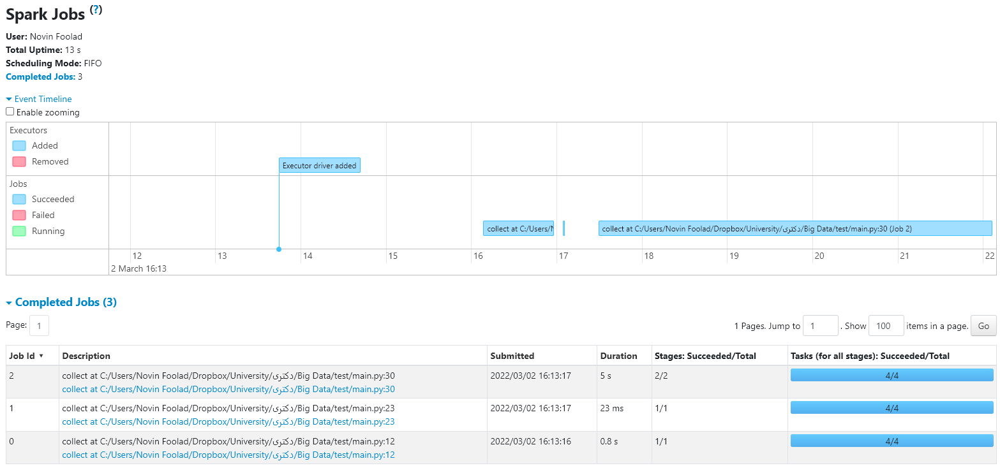 Spark Jobs (?)
User: Novin Foolad
Total Uptime: 13 s
Scheduling Mode: FIFO
Completed Jobs: 3
Event Timeline
Enable zooming
Executors
Added
Removed
Executor driver added
Jobs
Succeeded
Failed
Running
collect at C:/Users/N
collect at C:/Users/Novin Foolad/Dropbox/University/دکتری/Big Data/test/main.py:30 (Job 2)
12 13 14 15 16 17 18 19 20 21 22
2 March 16:13
Completed Jobs (3)
Page: 1 1 Pages. Jump to 1 . Show 100 items in a page. Go
Job Id ▾ Description Submitted Duration Stages: Succeeded/Total Tasks (for all stages): Succeeded/Total
2 collect at C:/Users/Novin Foolad/Dropbox/University/دکتری/Big Data/test/main.py:30 2022/03/02 16:13:17 5 s 2/2 4/4
collect at C:/Users/Novin Foolad/Dropbox/University/دکتری/Big Data/test/main.py:30
1 collect at C:/Users/Novin Foolad/Dropbox/University/دکتری/Big Data/test/main.py:23 2022/03/02 16:13:17 23 ms 1/1 4/4
collect at C:/Users/Novin Foolad/Dropbox/University/دکتری/Big Data/test/main.py:23
0 collect at C:/Users/Novin Foolad/Dropbox/University/دکتری/Big Data/test/main.py:12 2022/03/02 16:13:16 0.8 s 1/1 4/4
collect at C:/Users/Novin Foolad/Dropbox/University/دکتری/Big Data/test/main.py:12